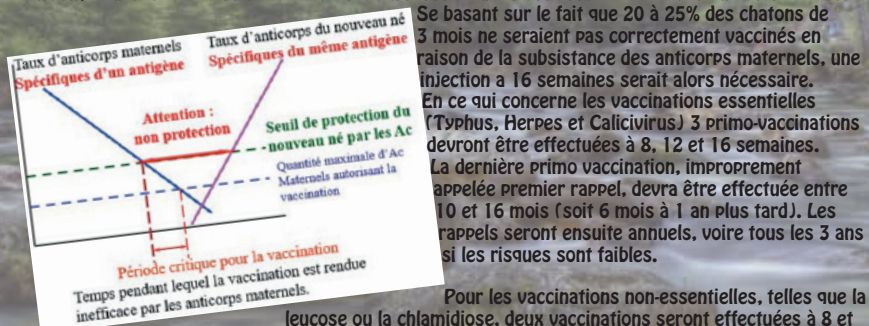 Taux d'anticorps maternels
Spécifiques d'un antigène
Taux d'anticorps du nouveau né
Spécifiques du même antigène
Attention :
non protection
Seuil de protection du
nouveau né par les Ac
Quantité maximale d'Ac
Maternels autorisant la
vaccination
Période critique pour la vaccination
Temps pendant lequel la vaccination est rendue
inefficace par les anticorps maternels.
Se basant sur le fait que 20 à 25% des chatons de
3 mois ne seraient pas correctement vaccinés en
raison de la subsistance des anticorps maternels, une
injection a 16 semaines serait alors nécessaire.
En ce qui concerne les vaccinations essentielles
(Typhus, Herpes et Calicivirus) 3 primo-vaccinations
devront être effectuées à 8, 12 et 16 semaines.
La dernière primo vaccination, improprement
appelée premier rappel, devra être effectuée entre
10 et 16 mois (soit 6 mois à 1 an plus tard). Les
rappels seront ensuite annuels, voire tous les 3 ans
si les risques sont faibles.
Pour les vaccinations non-essentielles, telles que la
leucose ou la chlamidiose, deux vaccinations seront effectuées à 8 et